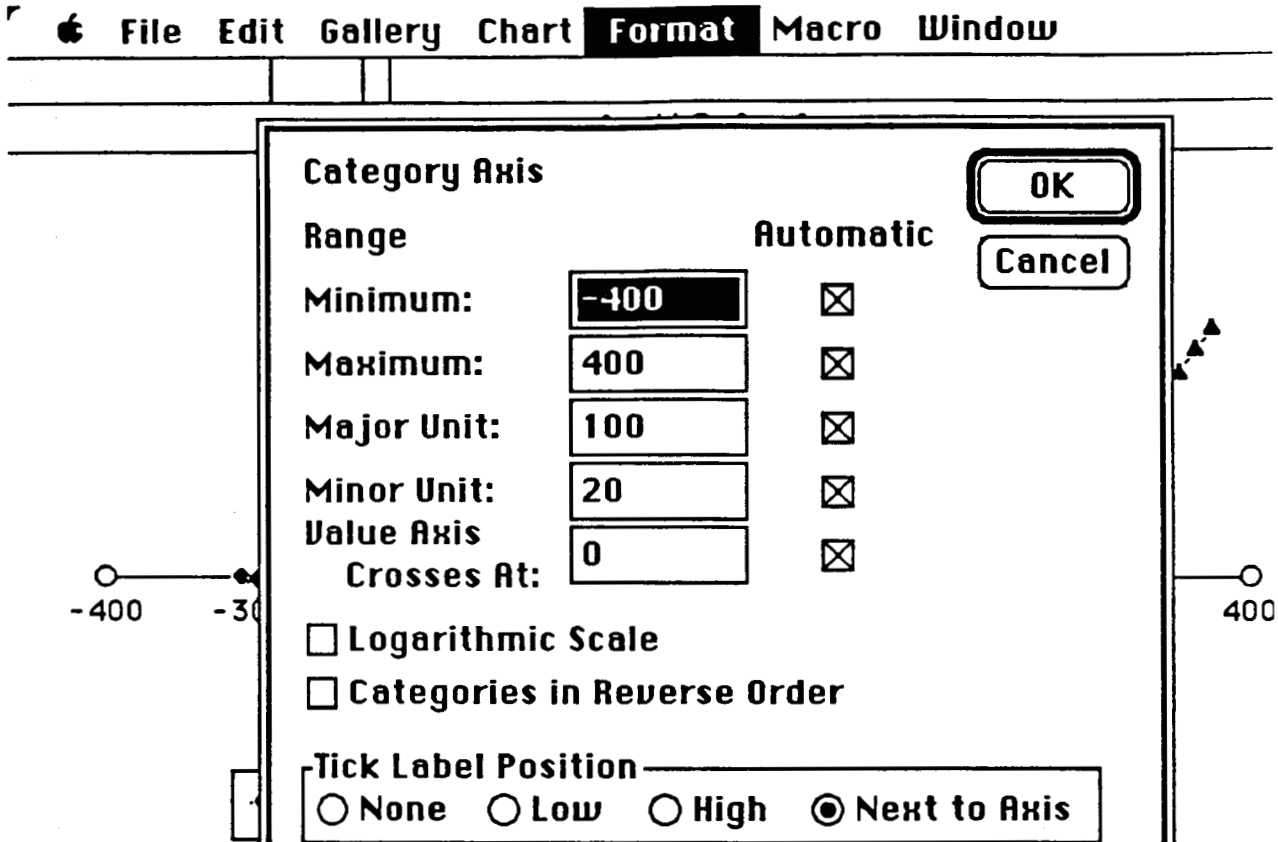 File Edit Gallery Chart Format Macro Window
Category Axis
OK
Range
Automatic
Cancel
Minimum: -400
Maximum: 400
Major Unit: 100
Minor Unit: 20
Value Axis
Crosses At: 0
-400
400
Logarithmic Scale
Categories in Reverse Order
Tick Label Position
None Low High Next to Axis